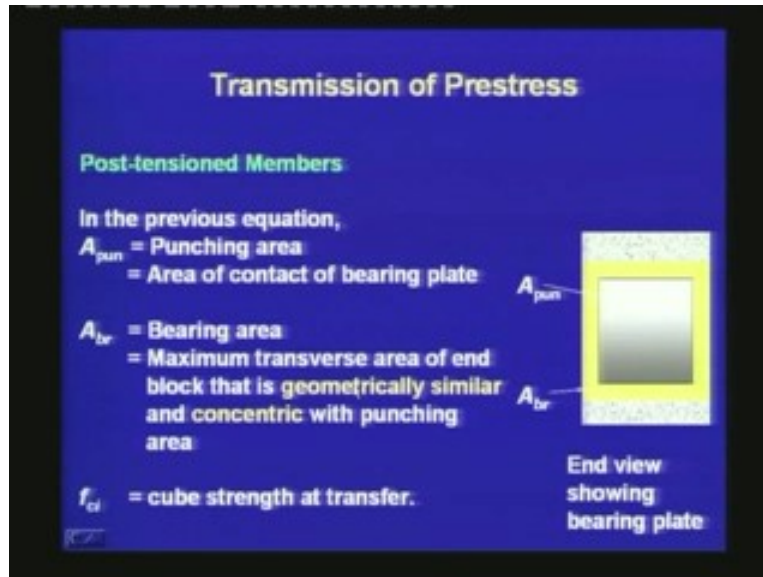 Transmission of Prestress
Post-tensioned Members
In the previous equation,
Apun = Punching area
= Area of contact of bearing plate
Abr = Bearing area
= Maximum transverse area of end
block that is geometrically similar
and concentric with punching
area
fci = cube strength at transfer.
Apun
Abr
End view
showing
bearing plate